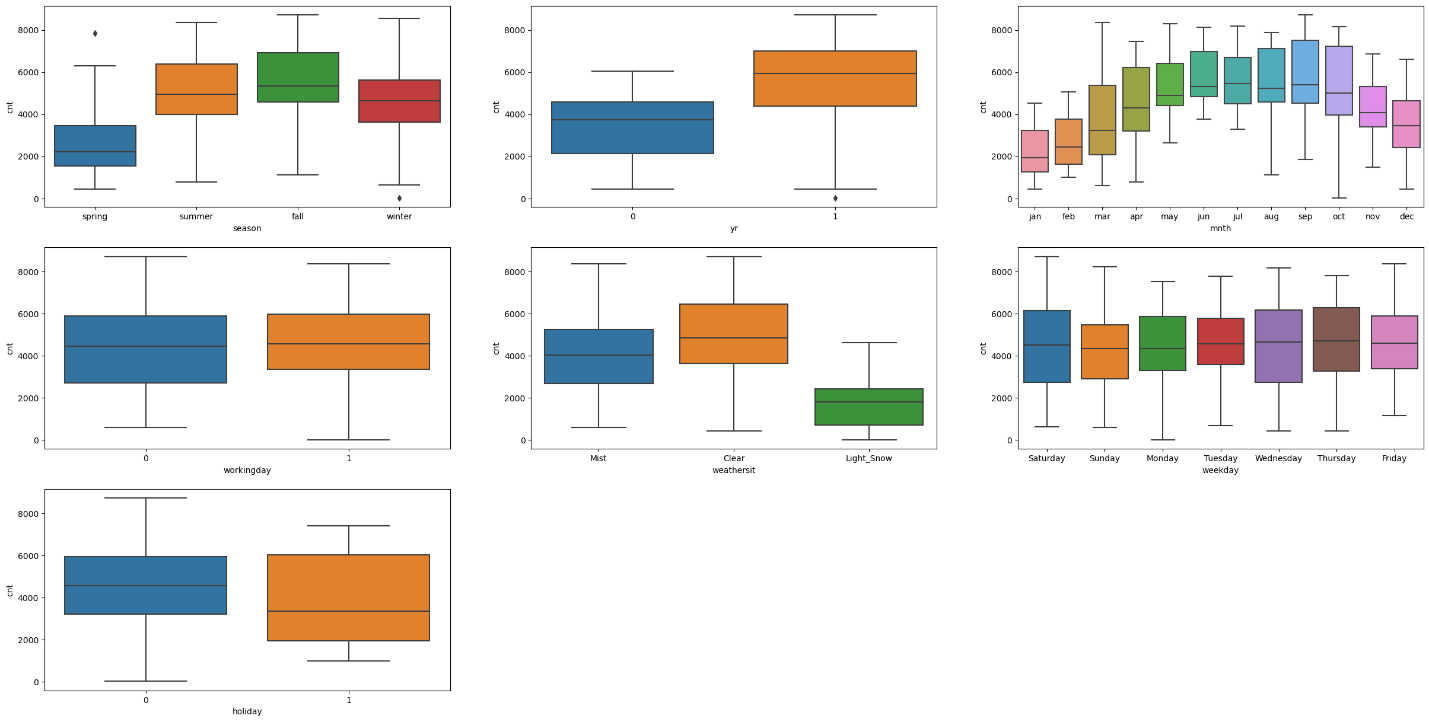 cnt
8000
6000
4000
2000
0
spring summer fall winter
season
cnt
8000
6000
4000
2000
0
0 1
yr
cnt
8000
6000
4000
2000
0
jan feb mar apr may jun jul aug sep oct nov dec
mnth
cnt
8000
6000
4000
2000
0
0 1
workingday
cnt
8000
6000
4000
2000
0
Mist Clear Light_Snow
weathersit
cnt
8000
6000
4000
2000
0
Saturday Sunday Monday Tuesday Wednesday Thursday Friday
weekday
cnt
8000
6000
4000
2000
0
0 1
holiday